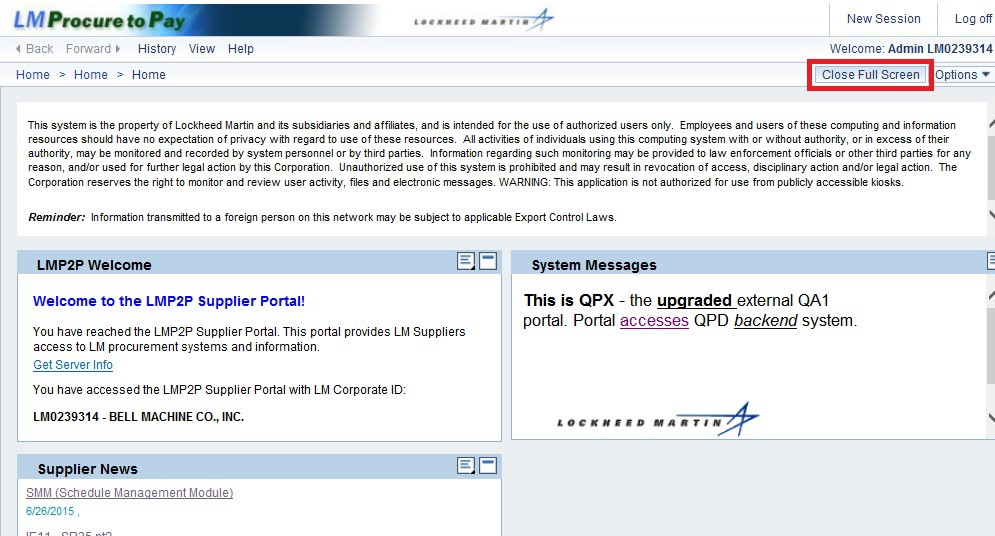 LM Procure to Pay
LOCKHEED MARTIN
New Session
Log off
Back Forward History View Help
Welcome: Admin LM0239314
Home > Home > Home
Close Full Screen
Options
This system is the property of Lockheed Martin and its subsidiaries and affiliates, and is intended for the use of authorized users only. Employees and users of these computing and information
resources should have no expectation of privacy with regard to use of these resources. All activities of individuals using this computing system with or without authority, or in excess of their
authority, may be monitored and recorded by system personnel or by third parties. Information regarding such monitoring may be provided to law enforcement officials or other third parties for any
reason, and/or used for further legal action by this Corporation. Unauthorized use of this system is prohibited and may result in revocation of access, disciplinary action and/or legal action. The
Corporation reserves the right to monitor and review user activity, files and electronic messages. WARNING: This application is not authorized for use from publicly accessible kiosks.
Reminder: Information transmitted to a foreign person on this network may be subject to applicable Export Control Laws.
LMP2P Welcome
Welcome to the LMP2P Supplier Portal!
You have reached the LMP2P Supplier Portal. This portal provides LM Suppliers
access to LM procurement systems and information.
Get Server Info
You have accessed the LMP2P Supplier Portal with LM Corporate ID:
LM0239314 - BELL MACHINE CO., INC.
System Messages
This is QPX - the upgraded external QA1
portal. Portal accesses QPD backend system.
LOCKHEED MARTIN
Supplier News
SMM (Schedule Management Module)
6/26/2015 ,